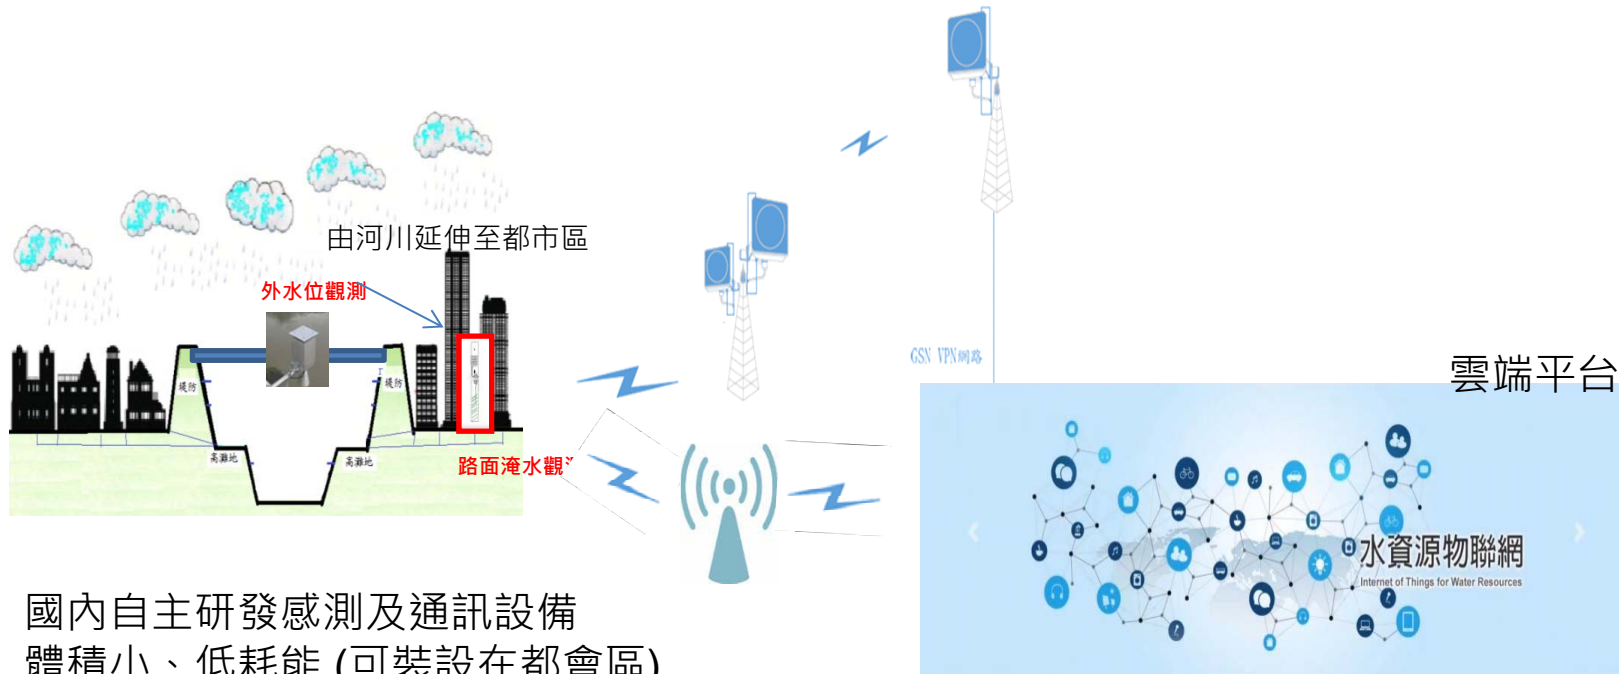 由河川延伸至都市區
外水位觀測
堤防
堤防
高灘地
高灘地
路面淹水觀
GSN VPN網路
雲端平台
水資源物聯網
Internet of Things for Water Resources
國內自主研發感測及通訊設備
體積小、低耗能 (可裝設在都會區)